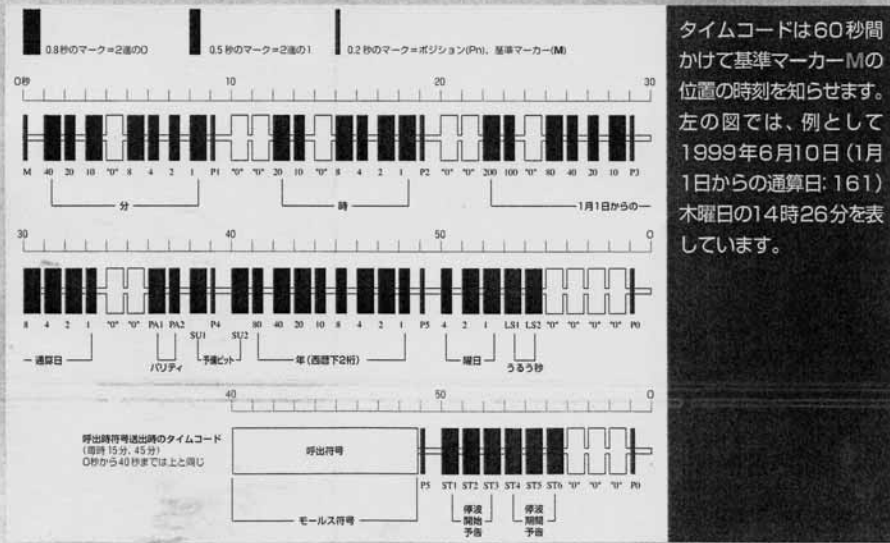 0.8秒のマーク=2進の0 0.5秒のマーク=2進の1 0.2秒のマーク=ポジション(Pn)、基準マーカー(M)
0秒 10 20 30
M 40 20 10 "0" 8 4 2 1 P1 "0" "0" 20 10 "0" 8 4 2 1 P2 "0" "0" 200 100 "0" 80 40 20 10 P3
分 時 1月1日からの
30 40 50 0
8 4 2 1 "0" "0" PA1 PA2 SU1 P4 SU2 80 40 20 10 8 4 2 1 P5 4 2 1 LS1 LS2 "0" "0" "0" "0" P0
通算日 パリティ 予備ビット 年(西暦下2桁) 曜日 うるう秒
40 50 0
呼出時符号送出時のタイムコード
(毎時15分、45分)
0秒から40秒までは上と同じ
呼出符号
P5 ST1 ST2 ST3 ST4 ST5 ST6 "0" "0" "0" P0
モールス符号
停波開始予告
停波期間予告
タイムコードは60秒間
かけて基準マーカーMの
位置の時刻を知らせます。
左の図では、例として
1999年6月10日(1月
1日からの通算日:161)
木曜日の14時26分を表
しています。